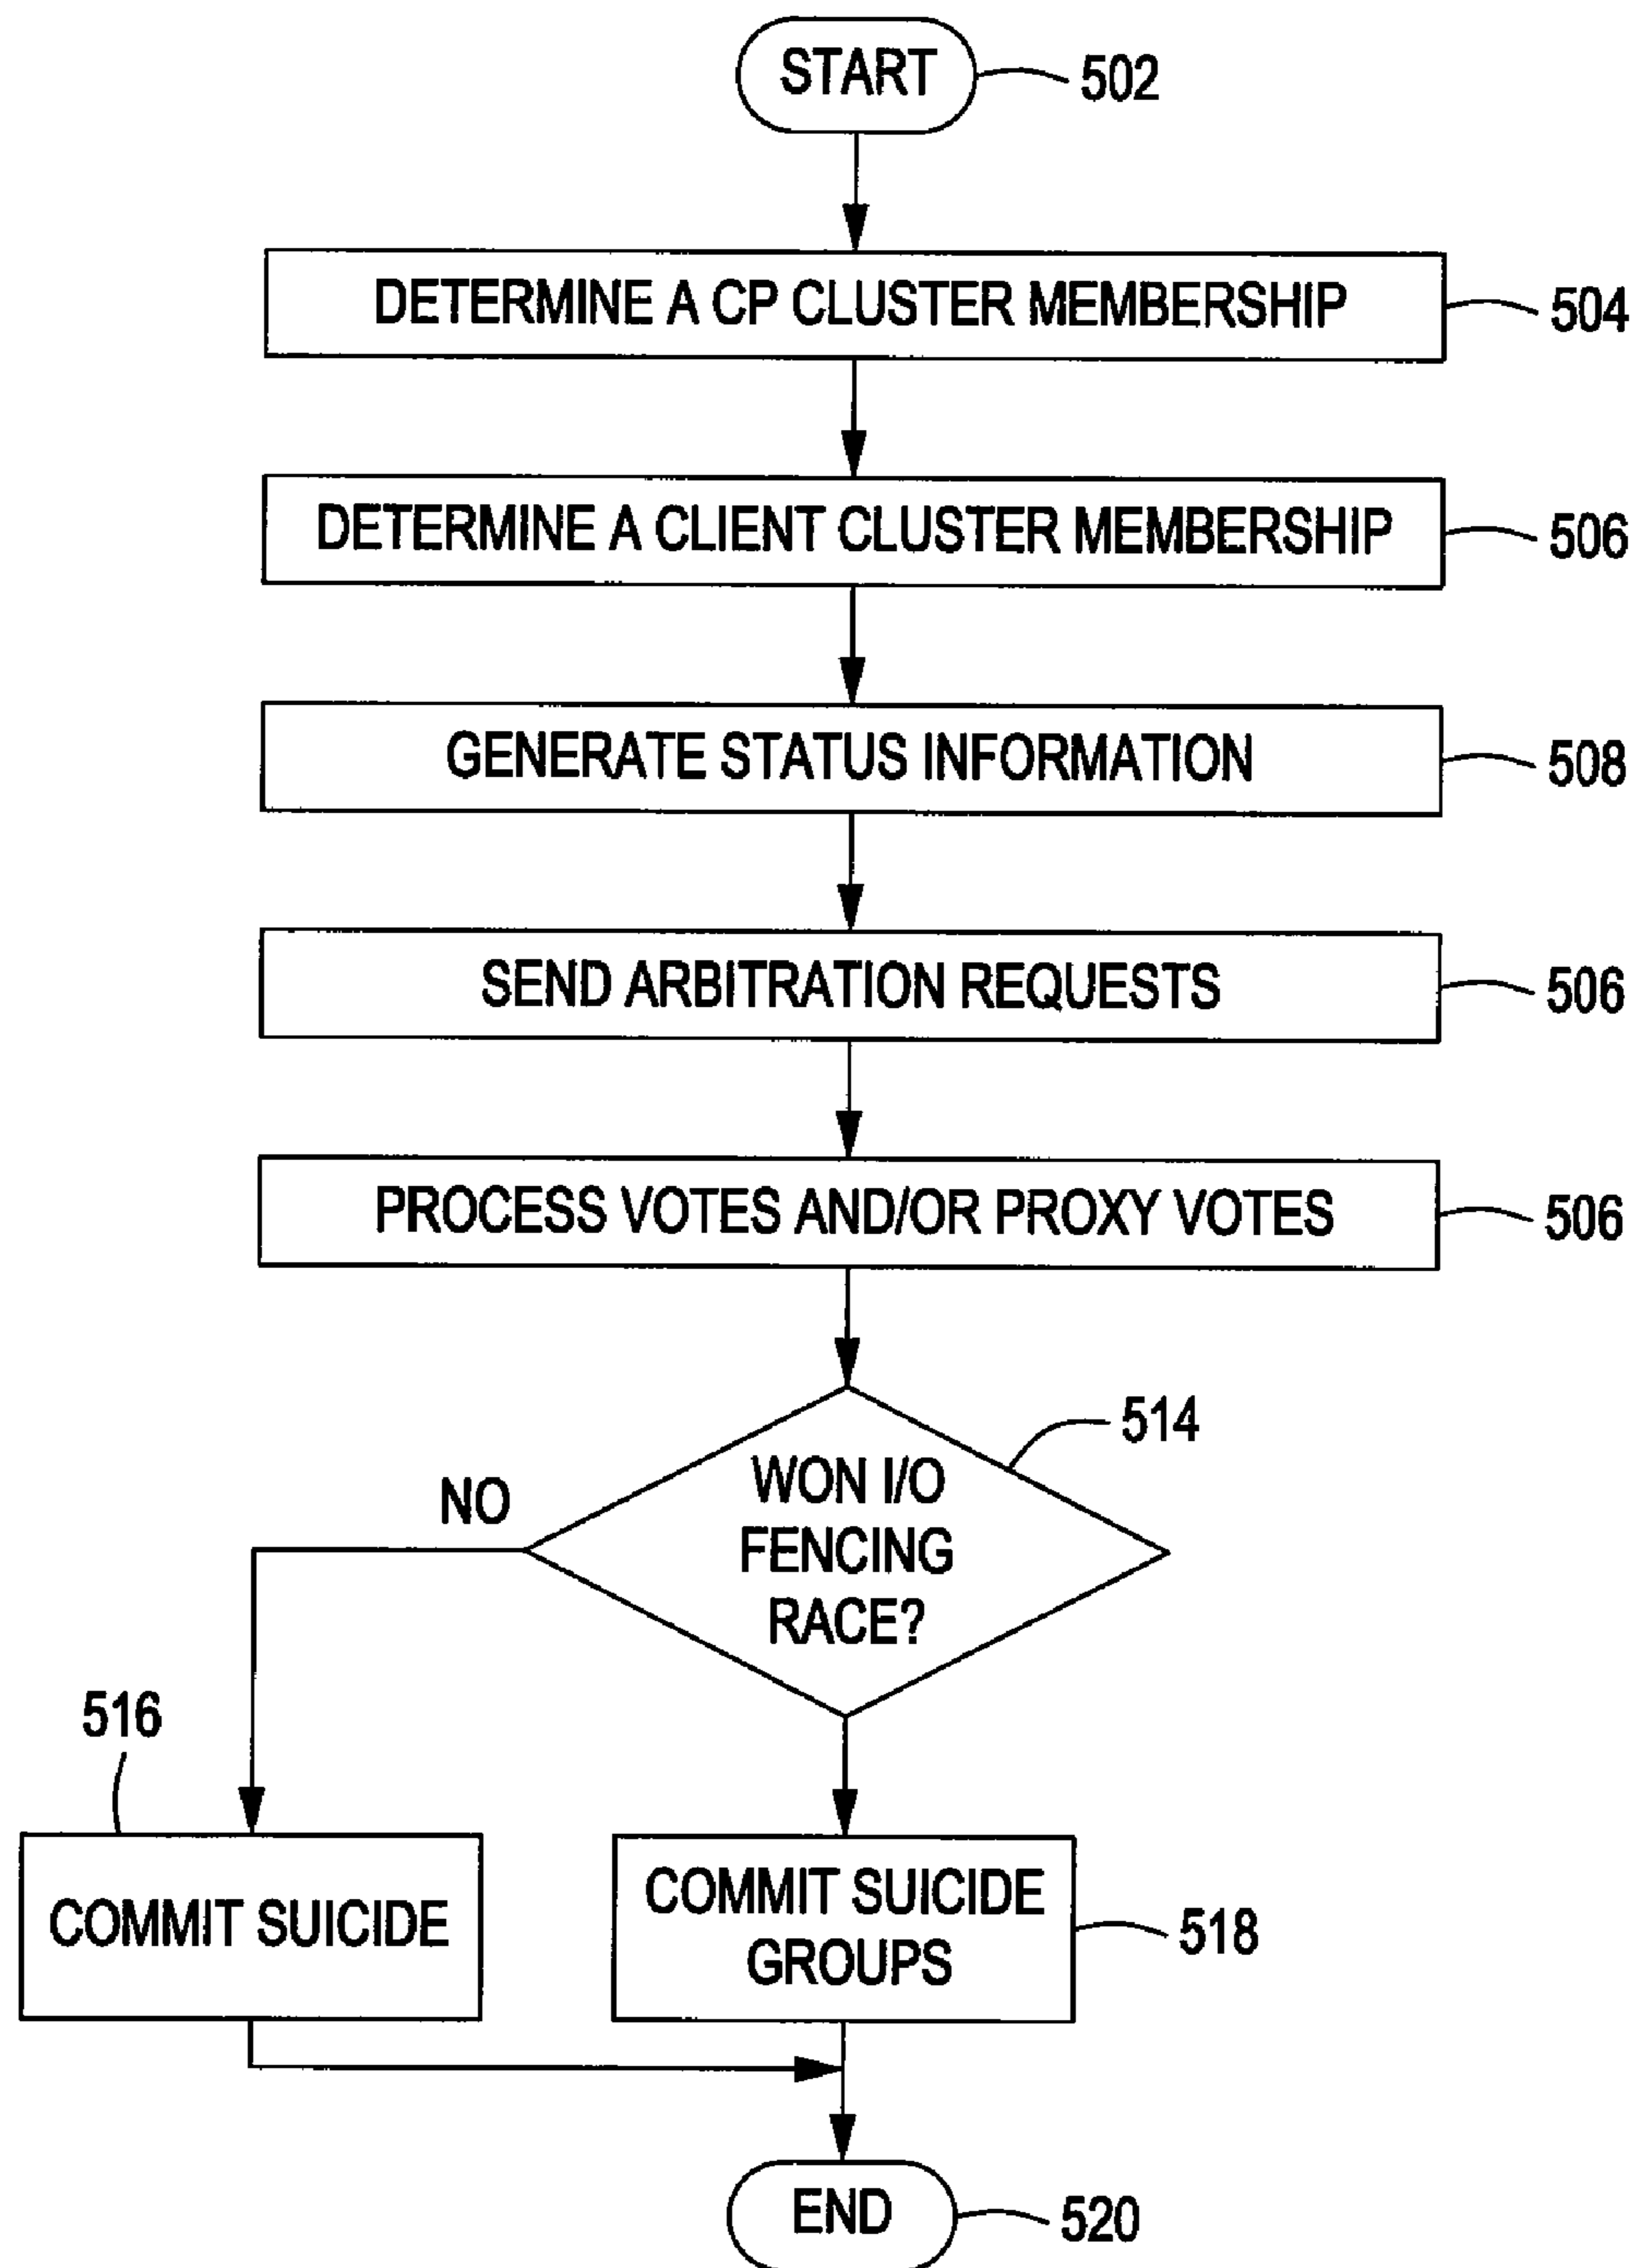 START
502
DETERMINE A CP CLUSTER MEMBERSHIP
504
DETERMINE A CLIENT CLUSTER MEMBERSHIP
506
GENERATE STATUS INFORMATION
508
SEND ARBITRATION REQUESTS
506
PROCESS VOTES AND/OR PROXY VOTES
506
514
WON I/O
FENCING
RACE?
NO
516
COMMIT SUICIDE
COMMIT SUICIDE
GROUPS
518
END
520